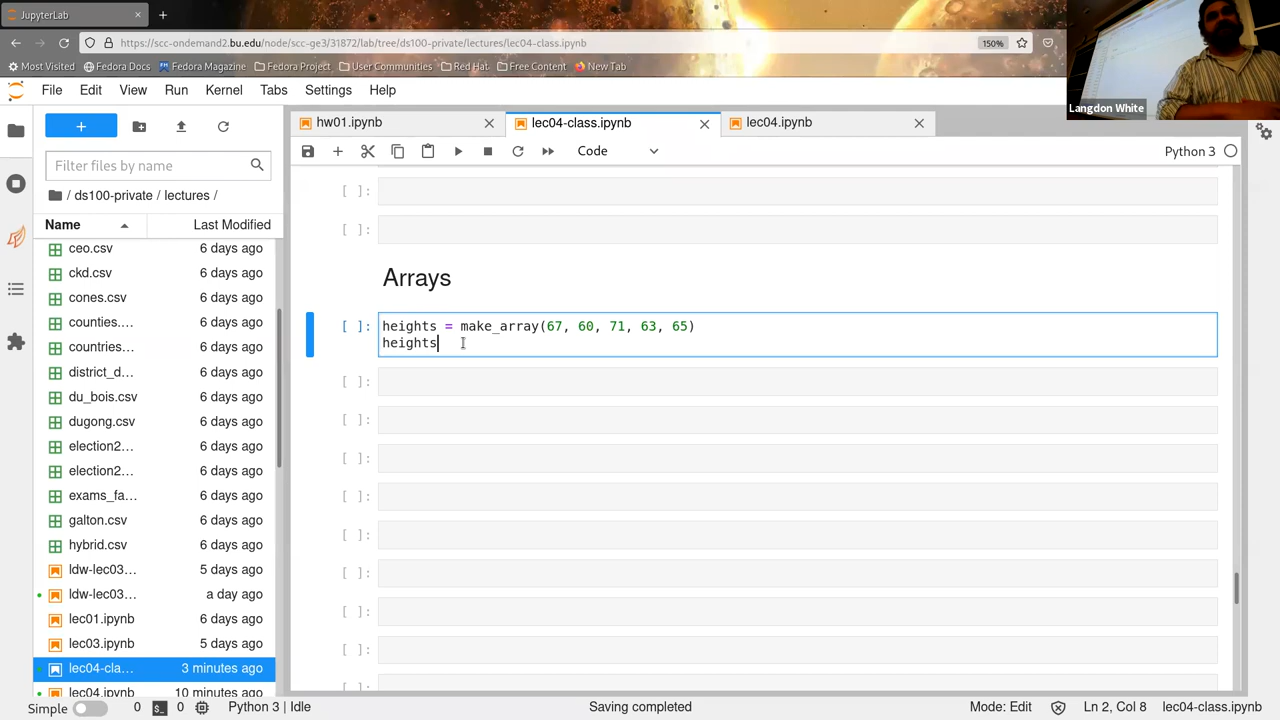 JupyterLab
https://scc-ondemand2.bu.edu/node/scc-ge3/31872/lab/tree/ds100-private/lectures/lec04-class.ipynb
150%
Most Visited
Fedora Docs
Fedora Magazine
Fedora Project
User Communities
Red Hat
Free Content
New Tab
Langdon White
File Edit View Run Kernel Tabs Settings Help
hw01.ipynb
lec04-class.ipynb
lec04.ipynb
Code
Python 3
Filter files by name
/ ds100-private / lectures /
Name Last Modified
ceo.csv 6 days ago
ckd.csv 6 days ago
cones.csv 6 days ago
counties.... 6 days ago
countries... 6 days ago
district_d... 6 days ago
du_bois.csv 6 days ago
dugong.csv 6 days ago
election2... 6 days ago
election2... 6 days ago
exams_fa... 6 days ago
galton.csv 6 days ago
hybrid.csv 6 days ago
ldw-lec03... 5 days ago
ldw-lec03... a day ago
lec01.ipynb 6 days ago
lec03.ipynb 5 days ago
lec04-cla... 3 minutes ago
lec04.ipynb 10 minutes ago
[ ]:
[ ]:
Arrays
[ ]: heights = make_array(67, 60, 71, 63, 65)
heights
[ ]:
[ ]:
[ ]:
[ ]:
[ ]:
[ ]:
[ ]:
[ ]:
[ ]:
Simple 0 $_ 0 Python 3 | Idle Saving completed Mode: Edit Ln 2, Col 8 lec04-class.ipynb